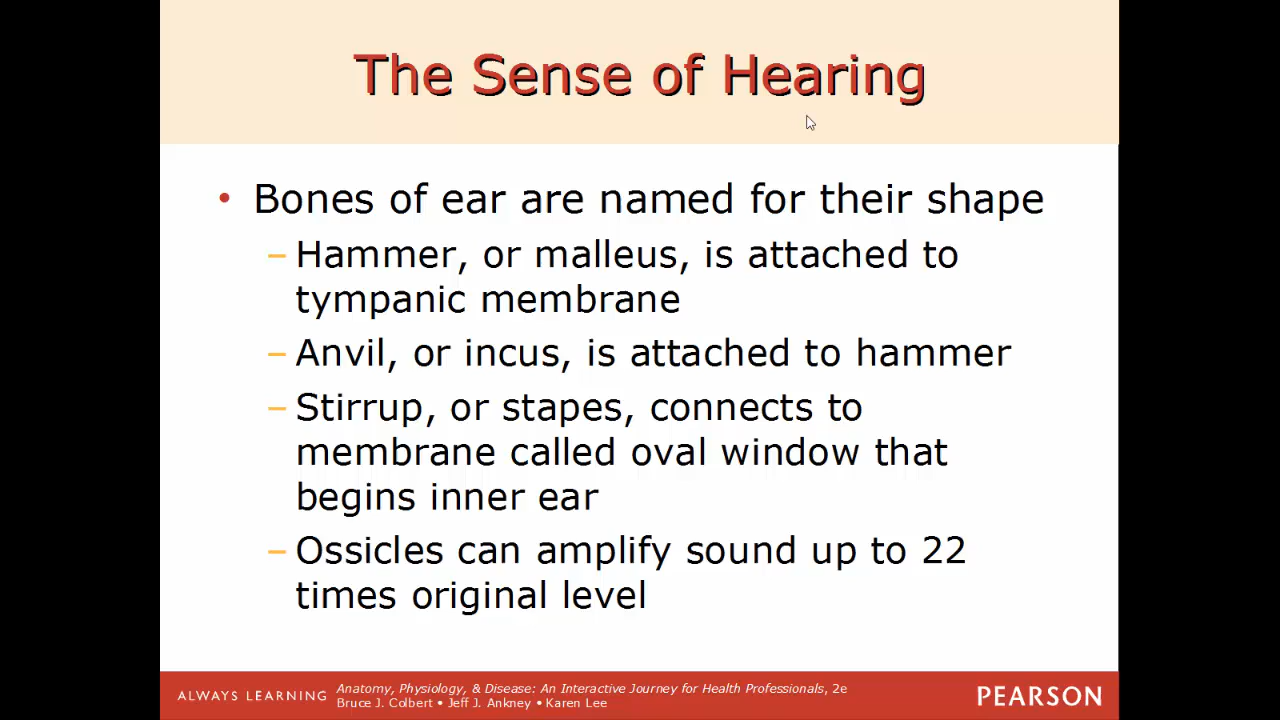 The Sense of Hearing
• Bones of ear are named for their shape
– Hammer, or malleus, is attached to
tympanic membrane
– Anvil, or incus, is attached to hammer
– Stirrup, or stapes, connects to
membrane called oval window that
begins inner ear
– Ossicles can amplify sound up to 22
times original level
ALWAYS LEARNING
Anatomy, Physiology, & Disease: An Interactive Journey for Health Professionals, 2e
Bruce J. Colbert • Jeff J. Ankney • Karen Lee
PEARSON